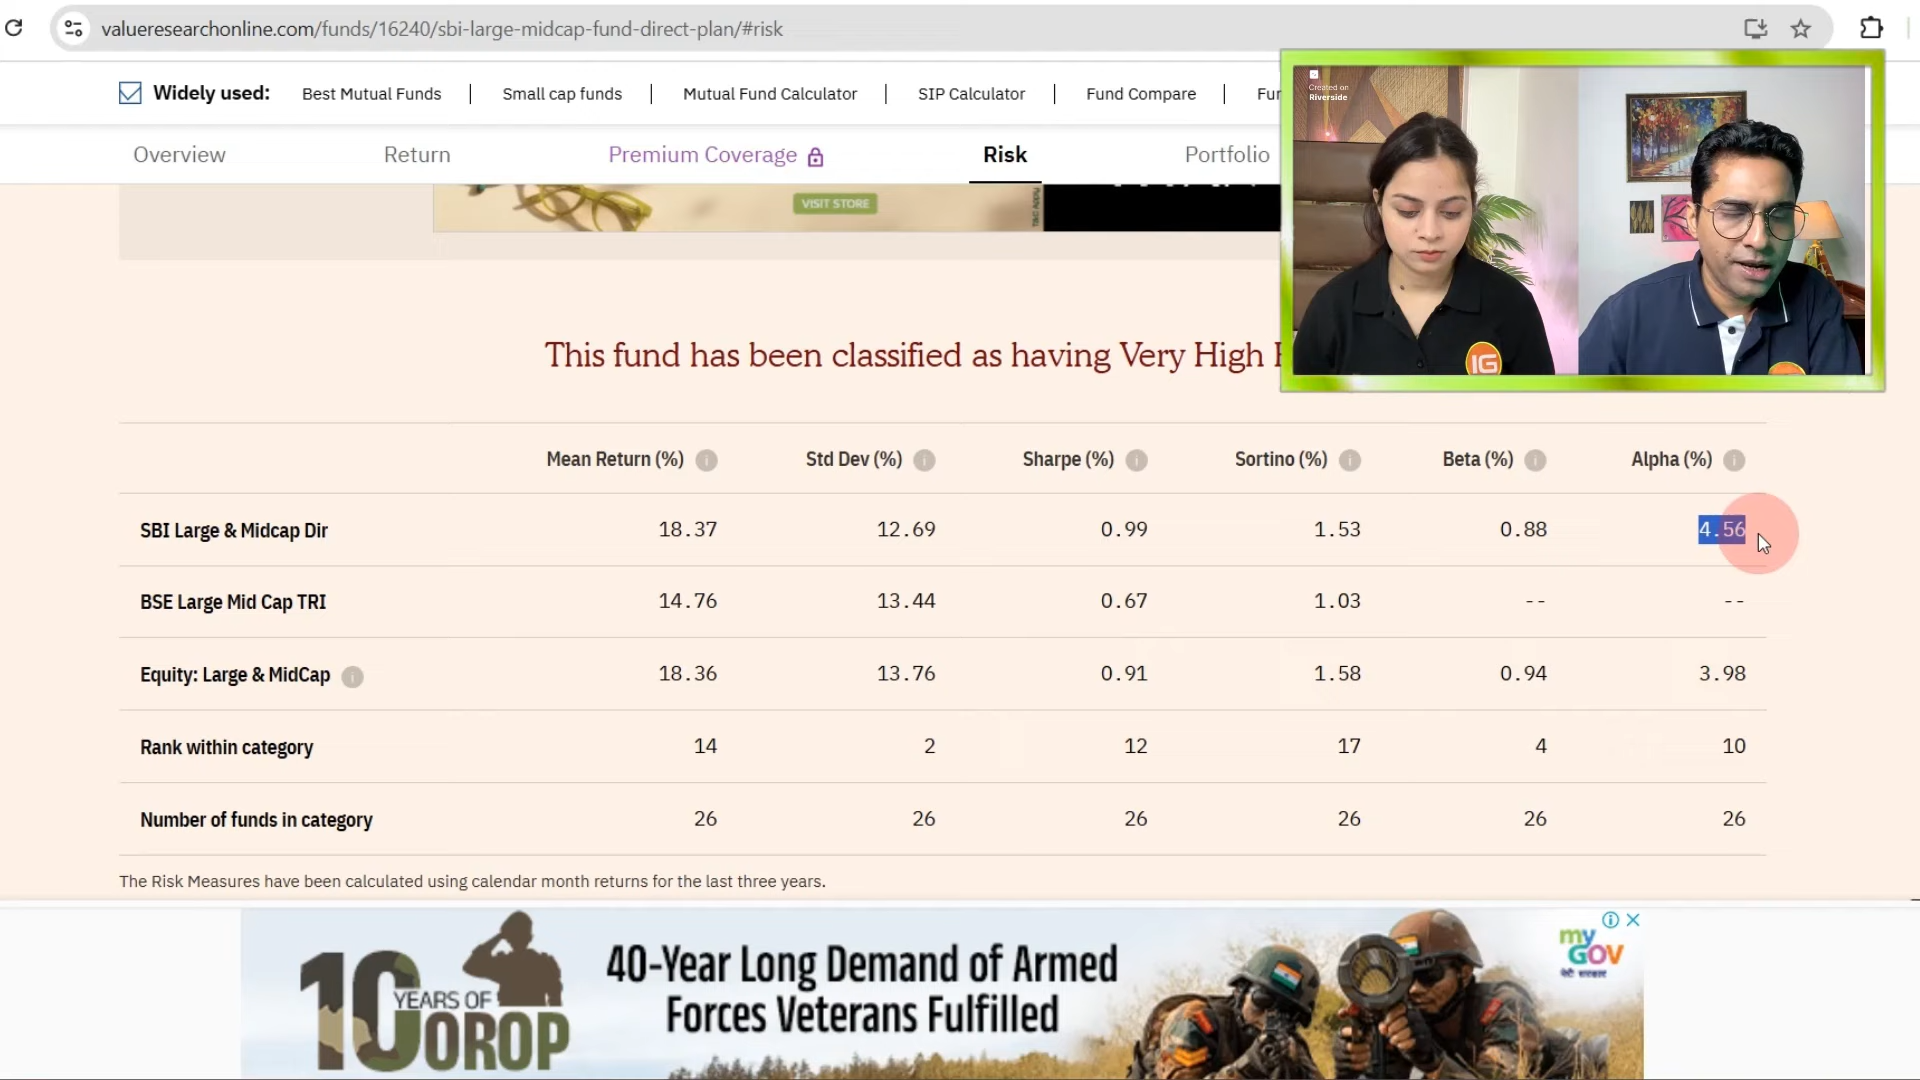 valueresearchonline.com/funds/16240/sbi-large-midcap-fund-direct-plan/#risk
Widely used: Best Mutual Funds | Small cap funds | Mutual Fund Calculator | SIP Calculator | Fund Compare |
Created on
Riverside
Overview Return Premium Coverage Risk Portfolio
VISIT STORE
This fund has been classified as having Very High
IG
Mean Return (%) Std Dev (%) Sharpe (%) Sortino (%) Beta (%) Alpha (%)
SBI Large & Midcap Dir 18.37 12.69 0.99 1.53 0.88 4.56
BSE Large Mid Cap TRI 14.76 13.44 0.67 1.03 -- --
Equity: Large & MidCap 18.36 13.76 0.91 1.58 0.94 3.98
Rank within category 14 2 12 17 4 10
Number of funds in category 26 26 26 26 26 26
The Risk Measures have been calculated using calendar month returns for the last three years.
10 YEARS OF OROP
40-Year Long Demand of Armed
Forces Veterans Fulfilled
my GOV
मेरी सरकार